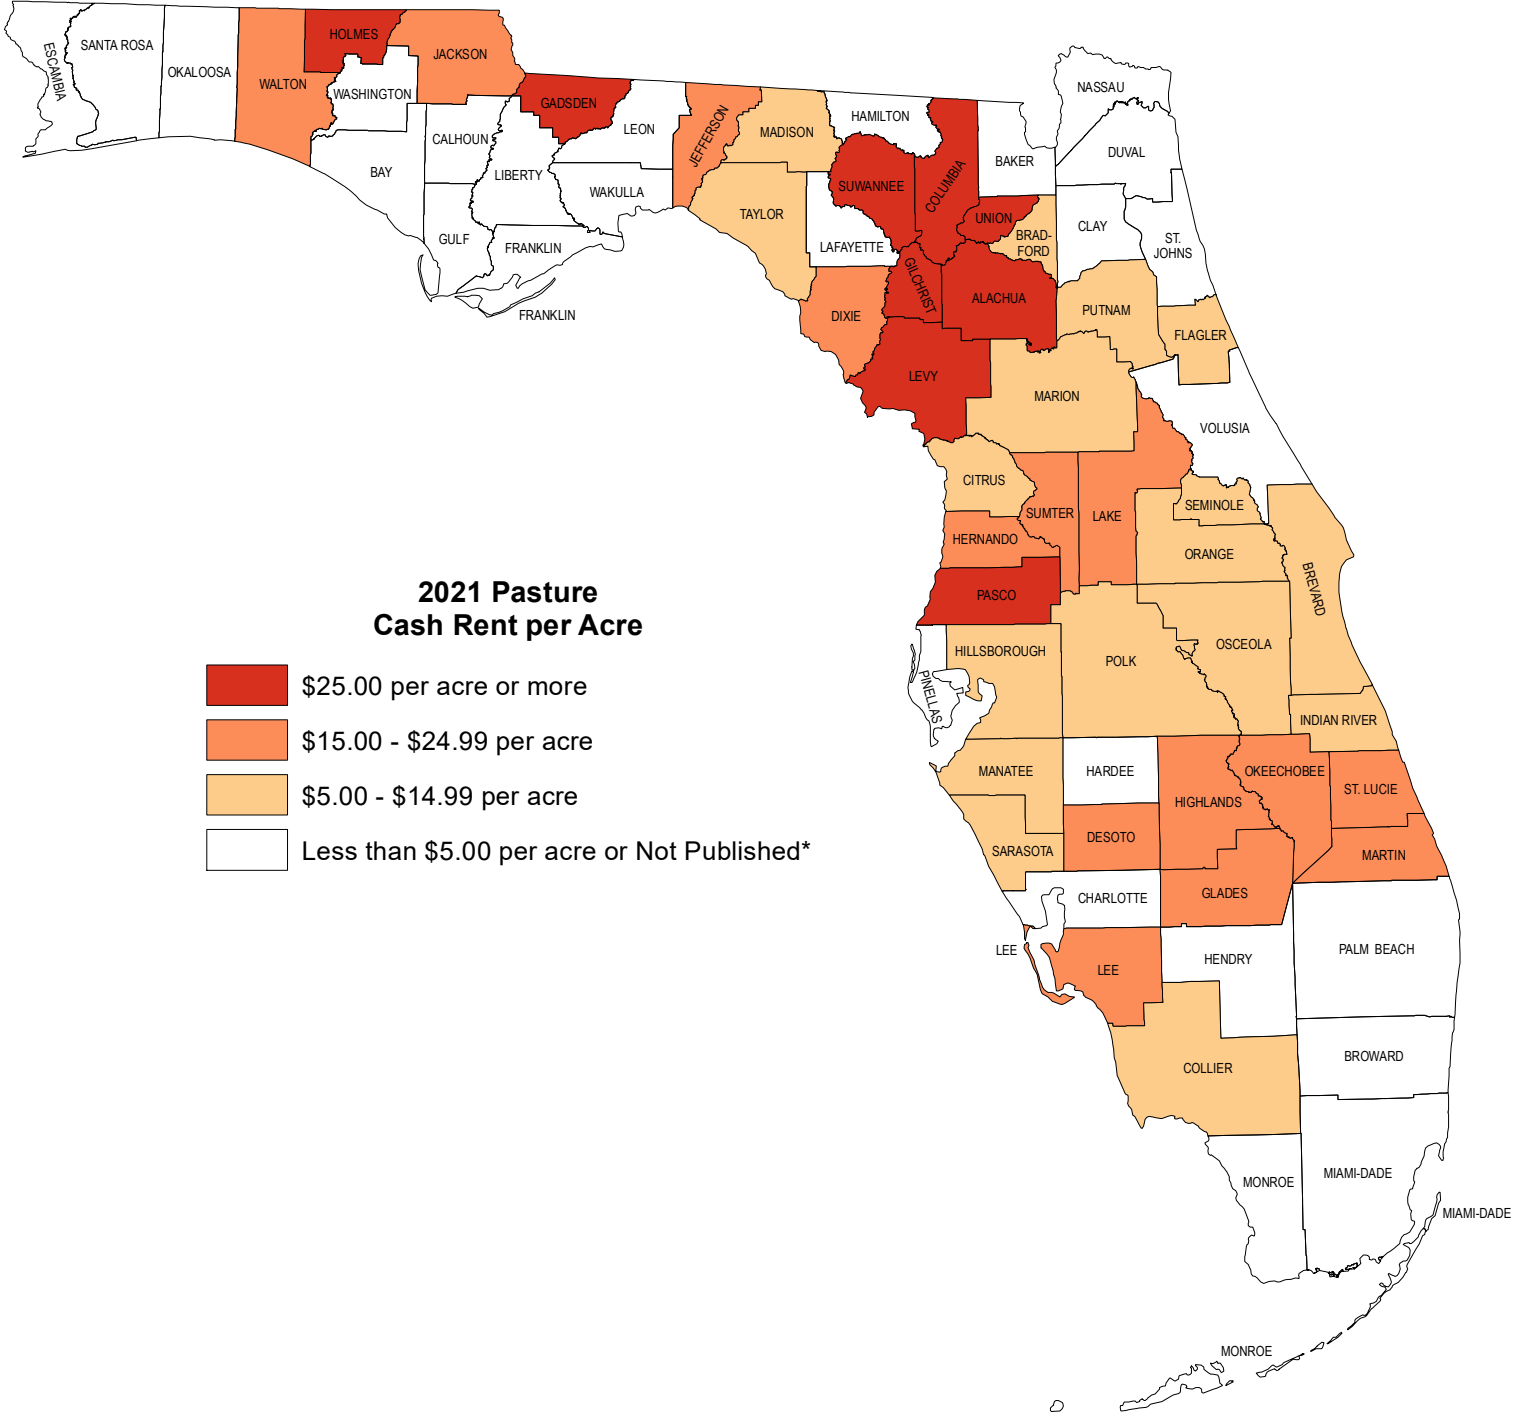 HOLMES
SANTA ROSA
ESCAMBIA
OKALOOSA
WALTON
JACKSON
WASHINGTON
GADSDEN
NASSAU
LEON
JEFFERSON
MADISON
HAMILTON
CALHOUN
BAY
LIBERTY
WAKULLA
DUVAL
BAKER
SUWANNEE
COLUMBIA
TAYLOR
UNION
GULF
FRANKLIN
LAFAYETTE
BRAD-
FORD
CLAY
ST.
JOHNS
FRANKLIN
GILCHRIST
ALACHUA
DIXIE
PUTNAM
FLAGLER
LEVY
MARION
VOLUSIA
CITRUS
SUMTER
LAKE
SEMINOLE
HERNANDO
ORANGE
BREVARD
PASCO
2021 Pasture
Cash Rent per Acre
HILLSBOROUGH
POLK
OSCEOLA
PINELLAS
$25.00 per acre or more
INDIAN RIVER
$15.00 - $24.99 per acre
MANATEE
HARDEE
OKEECHOBEE
HIGHLANDS
ST. LUCIE
$5.00 - $14.99 per acre
DESOTO
SARASOTA
MARTIN
Less than $5.00 per acre or Not Published*
CHARLOTTE
GLADES
LEE
LEE
HENDRY
PALM BEACH
COLLIER
BROWARD
MONROE
MIAMI-DADE
MIAMI-DADE
MONROE